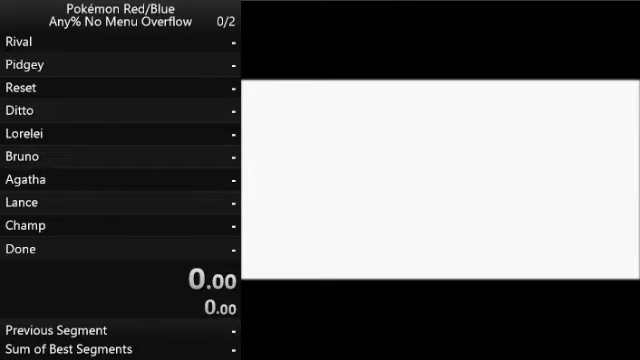 Pokémon Red/Blue
Any% No Menu Overflow 0/2
Rival -
Pidgey -
Reset -
Ditto -
Lorelei -
Bruno -
Agatha -
Lance -
Champ -
Done -
0.00
0.00
Previous Segment -
Sum of Best Segments -